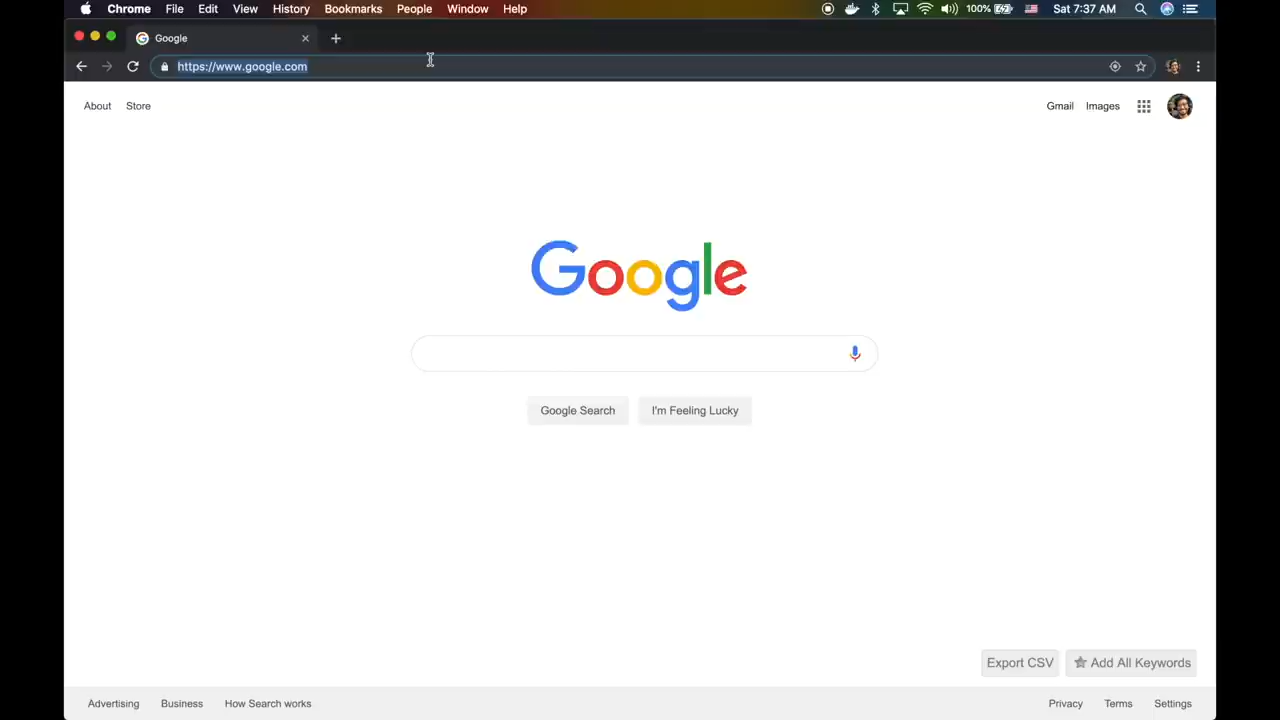 Chrome File Edit View History Bookmarks People Window Help 100% Sat 7:37 AM
Google
https://www.google.com
About Store Gmail Images
Google
Google Search I'm Feeling Lucky
Export CSV Add All Keywords
Advertising Business How Search works Privacy Terms Settings